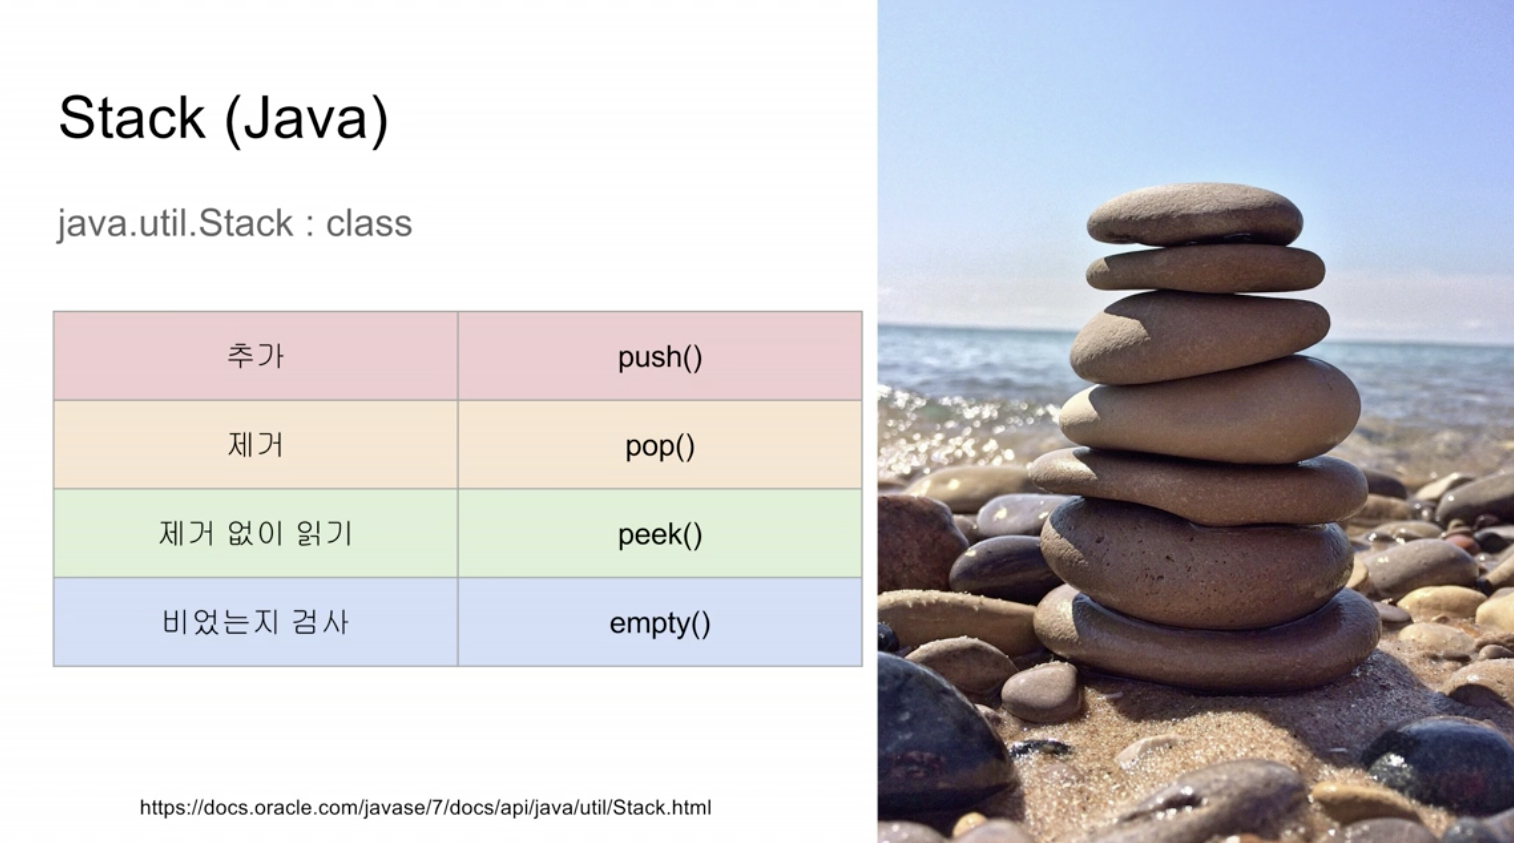 Stack (Java)
java.util.Stack : class
추가 push()
제거 pop()
제거 없이 읽기 peek()
비었는지 검사 empty()
https://docs.oracle.com/javase/7/docs/api/java/util/Stack.html